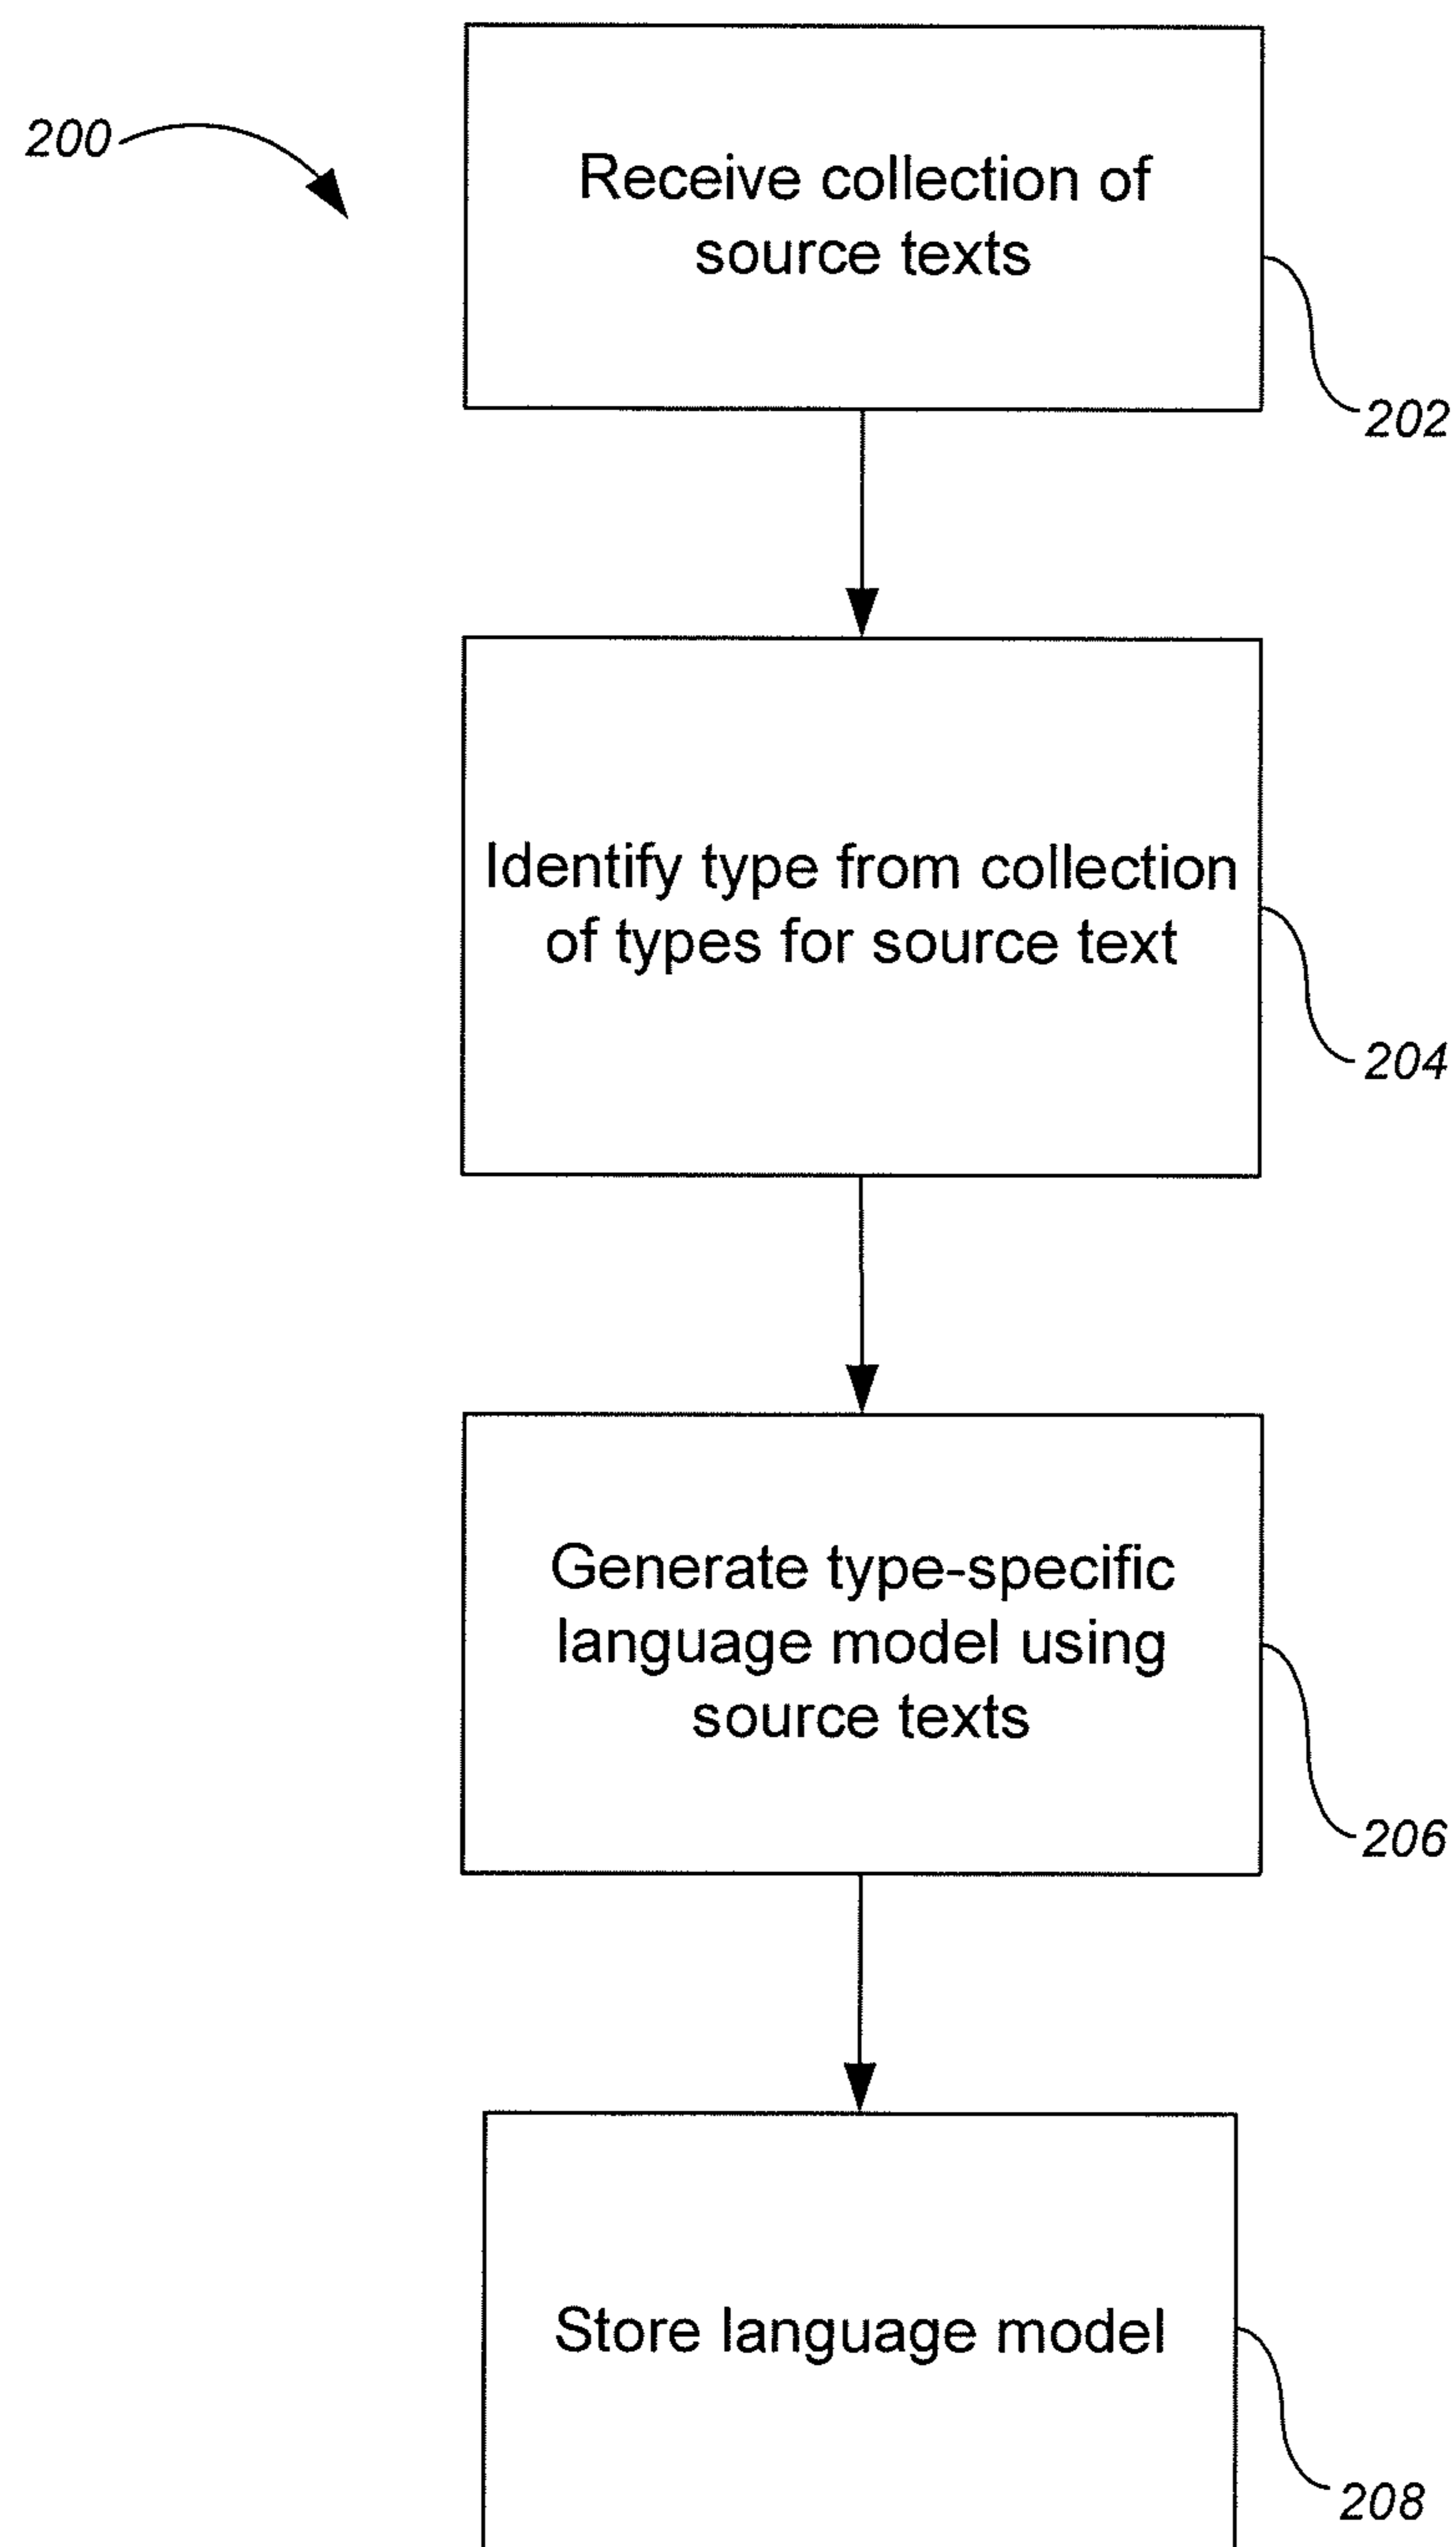 200
Receive collection of
source texts
202
Identify type from collection
of types for source text
204
Generate type-specific
language model using
source texts
206
Store language model
208